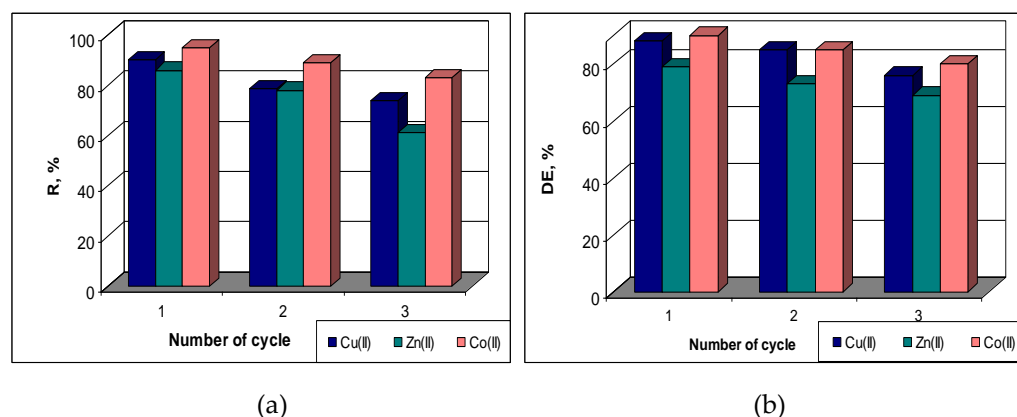 R, %
100
80
60
40
20
0
1 2 3
Number of cycle
Cu(II) Zn(II) Co(II)
(a)
DE, %
80
60
40
20
0
1 2 3
Number of cycle
Cu(II) Zn(II) Co(II)
(b)